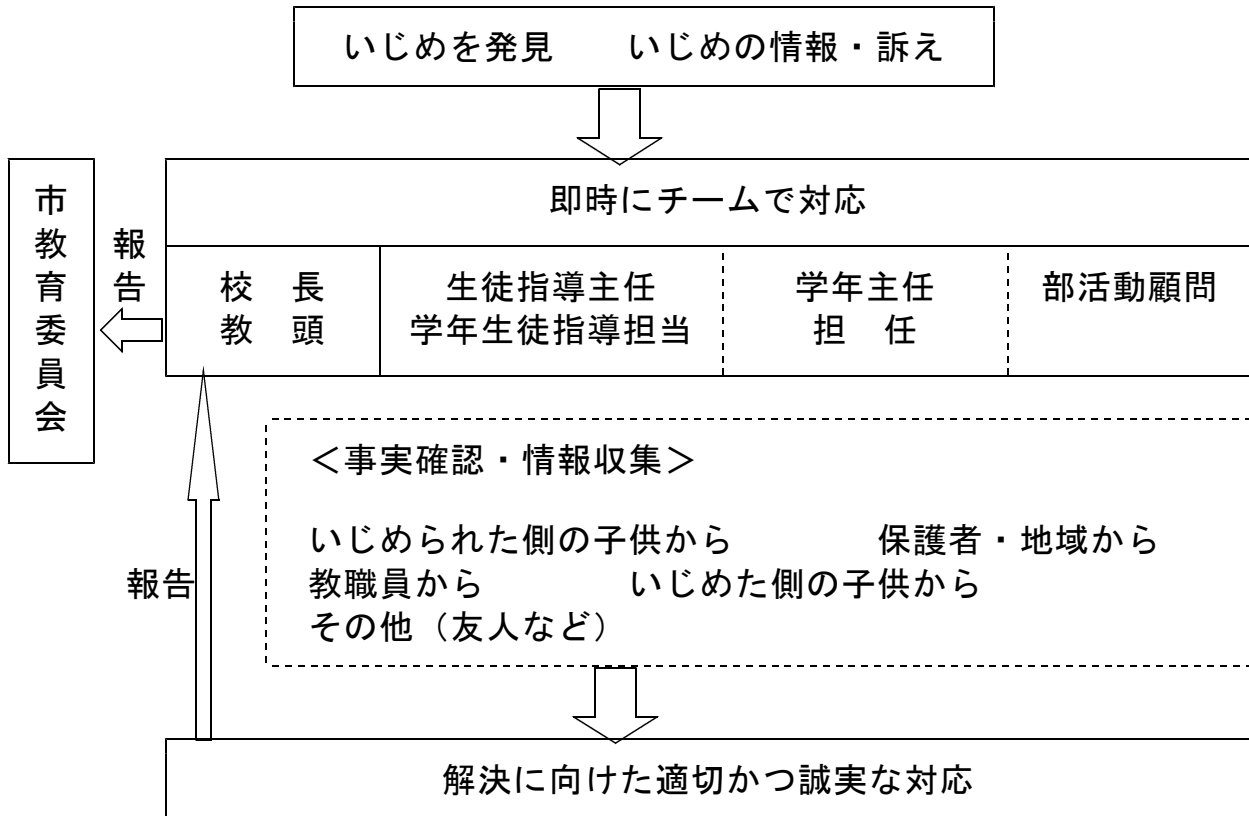 いじめを発見　　いじめの情報・訴え
即時にチームで対応
市教育委員会
報告
校　長
教　頭
生徒指導主任
学年生徒指導担当
学年主任
担　任
部活動顧問
＜事実確認・情報収集＞
いじめられた側の子供から　　　　保護者・地域から
教職員から　　　　いじめた側の子供から
その他（友人など）
報告
解決に向けた適切かつ誠実な対応